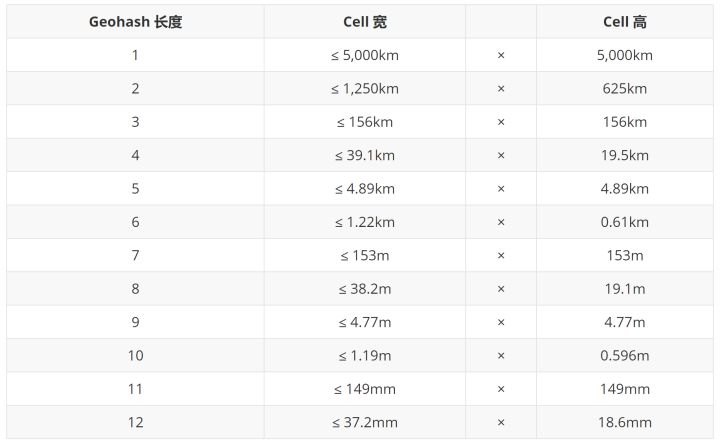 Geohash 长度 Cell 宽 Cell 高
1 ≤ 5,000km × 5,000km
2 ≤ 1,250km × 625km
3 ≤ 156km × 156km
4 ≤ 39.1km × 19.5km
5 ≤ 4.89km × 4.89km
6 ≤ 1.22km × 0.61km
7 ≤ 153m × 153m
8 ≤ 38.2m × 19.1m
9 ≤ 4.77m × 4.77m
10 ≤ 1.19m × 0.596m
11 ≤ 149mm × 149mm
12 ≤ 37.2mm × 18.6mm